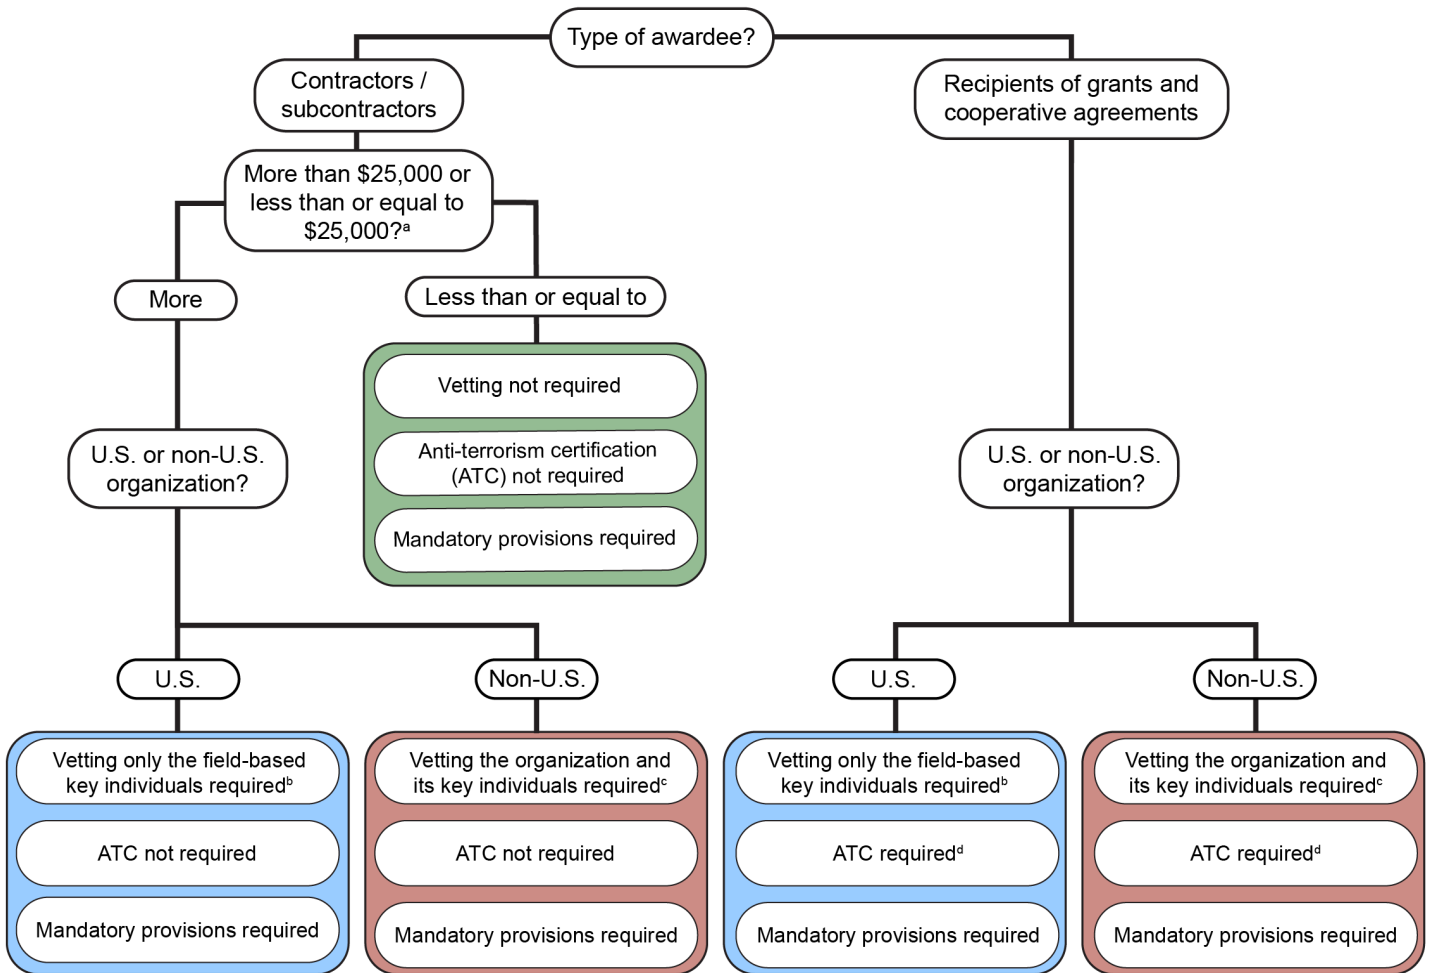 Type of awardee?
Contractors /
subcontractors
Recipients of grants and
cooperative agreements
More than $25,000 or
less than or equal to
$25,000?ᵃ
More
Less than or equal to
Vetting not required
Anti-terrorism certification
(ATC) not required
Mandatory provisions required
U.S. or non-U.S.
organization?
U.S. or non-U.S.
organization?
U.S.
Non-U.S.
U.S.
Non-U.S.
Vetting only the field-based
key individuals requiredᵇ
ATC not required
Mandatory provisions required
Vetting the organization and
its key individuals requiredᶜ
ATC not required
Mandatory provisions required
Vetting only the field-based
key individuals requiredᵇ
ATC requiredᵈ
Mandatory provisions required
Vetting the organization and
its key individuals requiredᶜ
ATC requiredᵈ
Mandatory provisions required